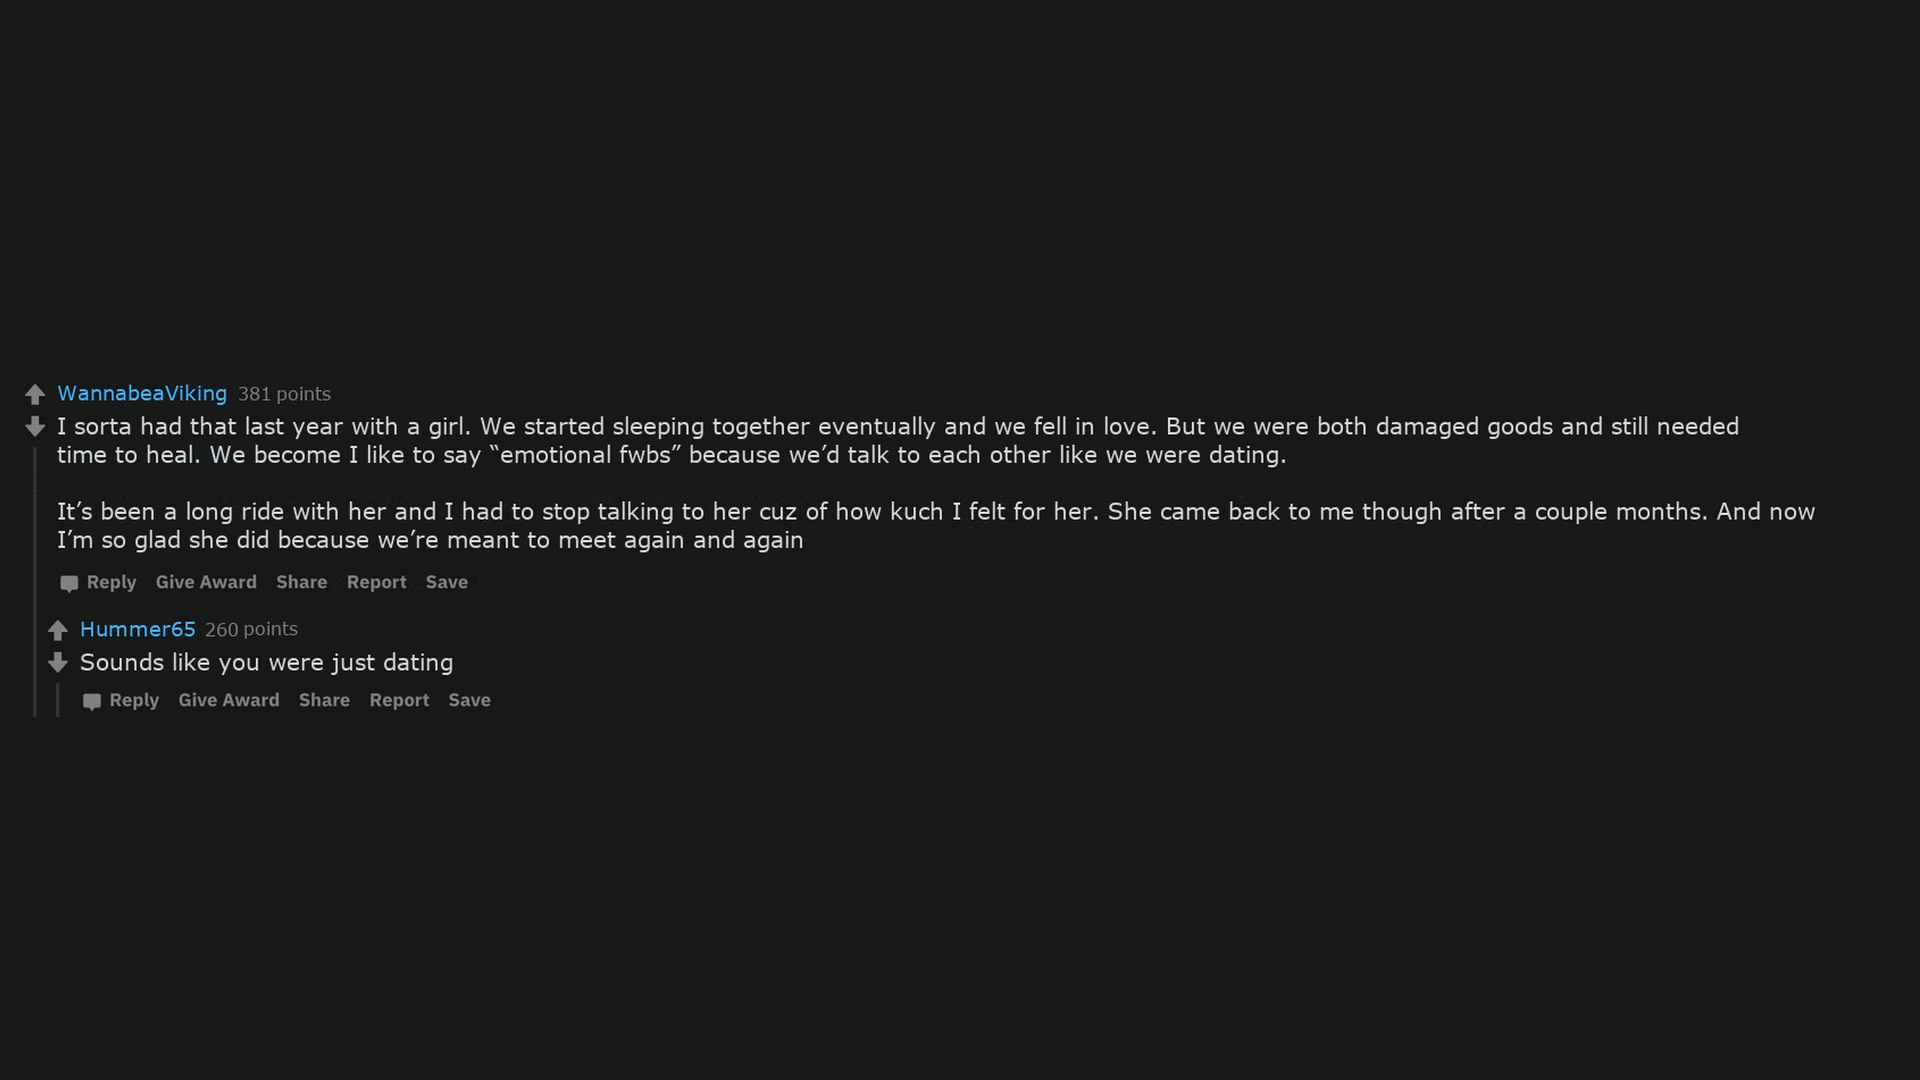 WannabeaViking 381 points
I sorta had that last year with a girl. We started sleeping together eventually and we fell in love. But we were both damaged goods and still needed
time to heal. We become I like to say “emotional fwbs” because we’d talk to each other like we were dating.
It’s been a long ride with her and I had to stop talking to her cuz of how kuch I felt for her. She came back to me though after a couple months. And now
I’m so glad she did because we’re meant to meet again and again
Reply Give Award Share Report Save
Hummer65 260 points
Sounds like you were just dating
Reply Give Award Share Report Save